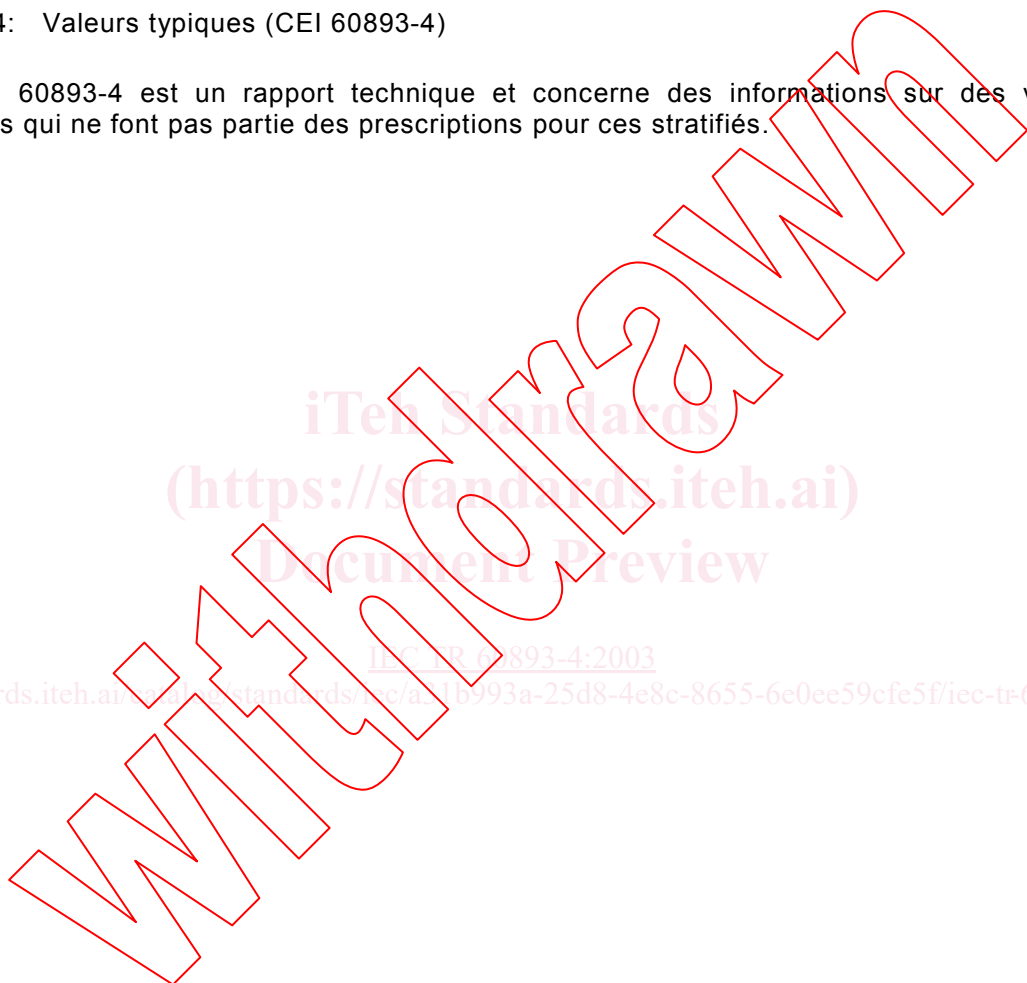 4: Valeurs typiques (CEI 60893-4)
60893-4 est un rapport technique et concerne des informations sur des v
s qui ne font pas partie des prescriptions pour ces stratifiés.
iTeh Standards
(https://standards.iteh.ai)
Document Preview
IEC TR 60893-4:2003
rds.iteh.ai/catalog/standards/iec/a31b993a-25d8-4e8c-8655-6e0ee59cfe5f/iec-tr-6
withdrawn